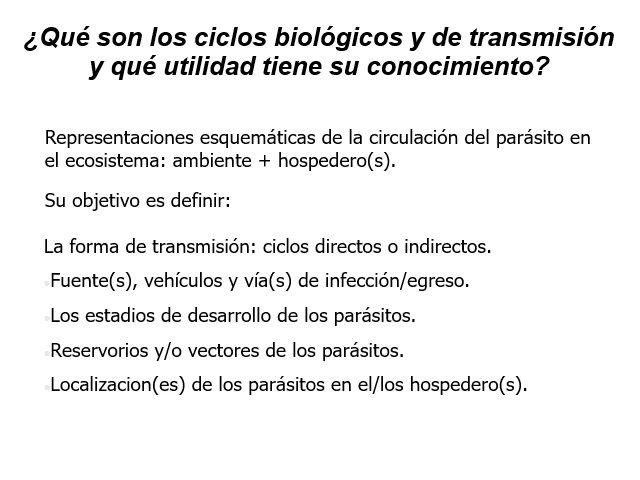 ¿Qué son los ciclos biológicos y de transmisión
y qué utilidad tiene su conocimiento?
Representaciones esquemáticas de la circulación del parásito en
el ecosistema: ambiente + hospedero(s).
Su objetivo es definir:
La forma de transmisión: ciclos directos o indirectos.
Fuente(s), vehículos y vía(s) de infección/egreso.
Los estadios de desarrollo de los parásitos.
Reservorios y/o vectores de los parásitos.
Localizacion(es) de los parásitos en el/los hospedero(s).